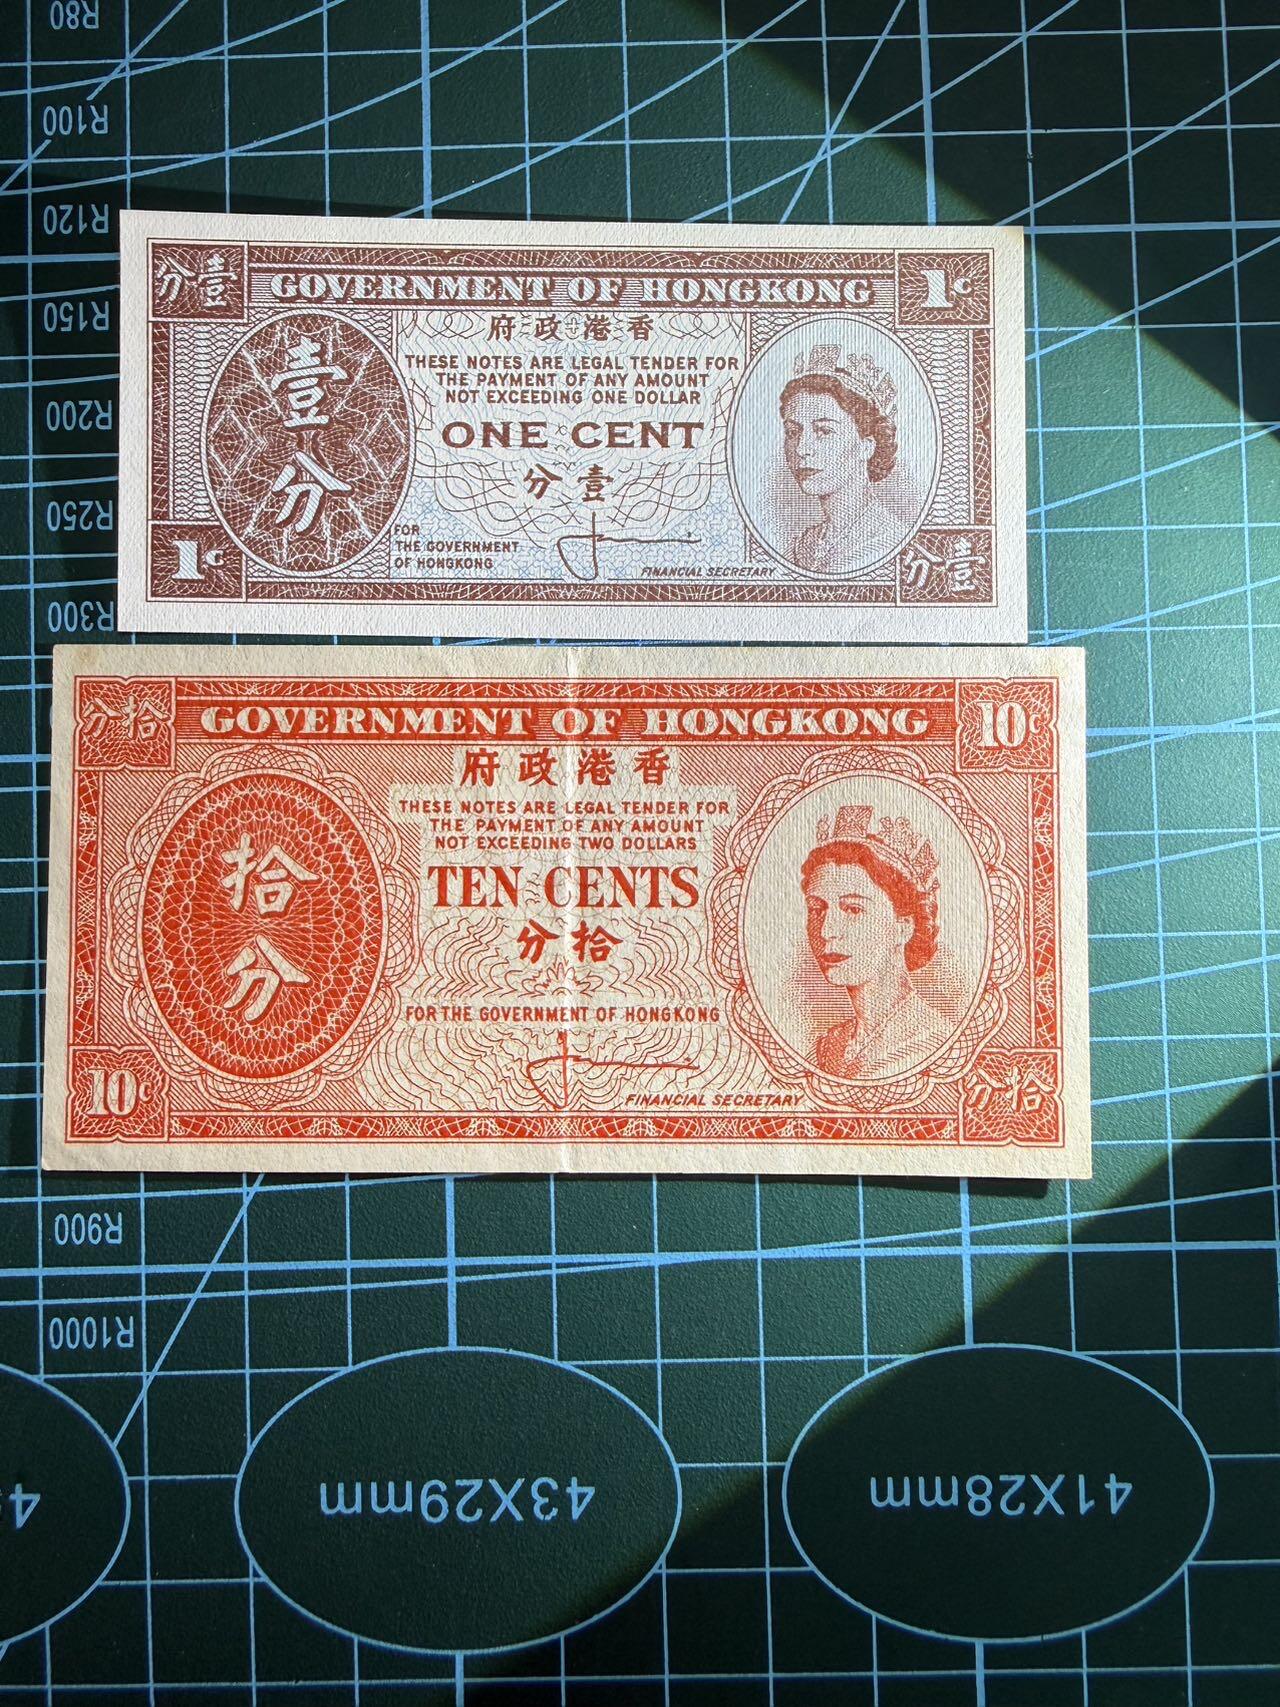 R80
R100
R120
R150
R200
R250
R300
分壹
GOVERNMENT OF HONGKONG
1c
府政港香
THESE NOTES ARE LEGAL TENDER FOR
THE PAYMENT OF ANY AMOUNT
NOT EXCEEDING ONE DOLLAR
壹
分
ONE CENT
分壹
FOR
THE GOVERNMENT
OF HONGKONG
FINANCIAL SECRETARY
1c
分壹
分拾
GOVERNMENT OF HONGKONG
10c
府政港香
THESE NOTES ARE LEGAL TENDER FOR
THE PAYMENT OF ANY AMOUNT
NOT EXCEEDING TWO DOLLARS
拾
分
TEN CENTS
分拾
FOR THE GOVERNMENT OF HONGKONG
FINANCIAL SECRETARY
10c
分拾
R900
R1000
43X29mm
41X28mm